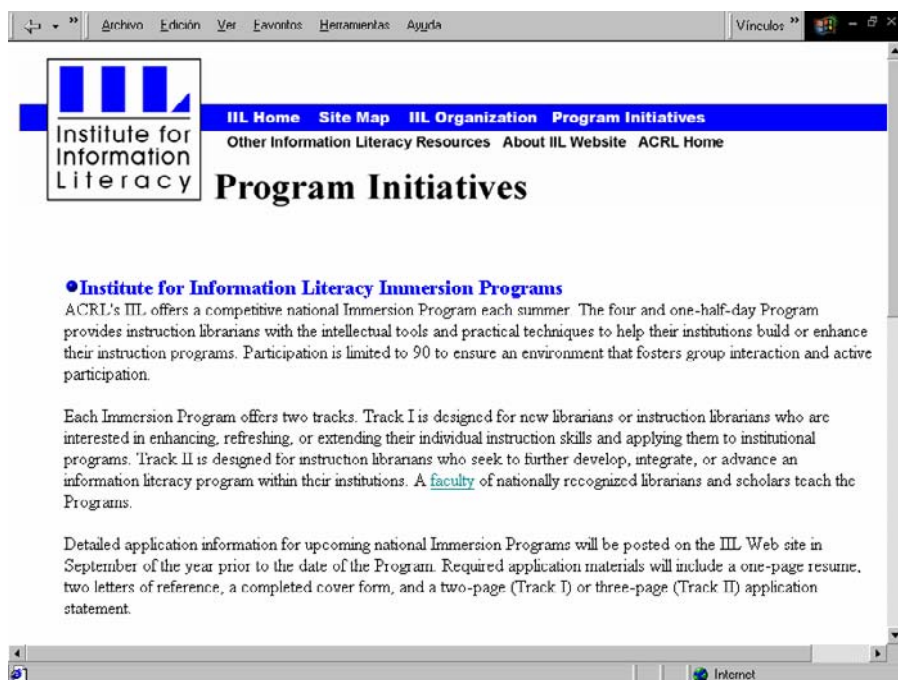 » Archivo Edición Ver Favoritos Herramientas Ayuda Vínculos »
IIL Home Site Map IIL Organization Program Initiatives
Other Information Literacy Resources About IIL Website ACRL Home
Institute for
Information
Literacy
Program Initiatives
Institute for Information Literacy Immersion Programs
ACRL's IIL offers a competitive national Immersion Program each summer. The four and one-half-day Program
provides instruction librarians with the intellectual tools and practical techniques to help their institutions build or enhance
their instruction programs. Participation is limited to 90 to ensure an environment that fosters group interaction and active
participation.
Each Immersion Program offers two tracks. Track I is designed for new librarians or instruction librarians who are
interested in enhancing, refreshing, or extending their individual instruction skills and applying them to institutional
programs. Track II is designed for instruction librarians who seek to further develop, integrate, or advance an
information literacy program within their institutions. A faculty of nationally recognized librarians and scholars teach the
Programs.
Detailed application information for upcoming national Immersion Programs will be posted on the IIL Web site in
September of the year prior to the date of the Program. Required application materials will include a one-page resume,
two letters of reference, a completed cover form, and a two-page (Track I) or three-page (Track II) application
statement.
Internet